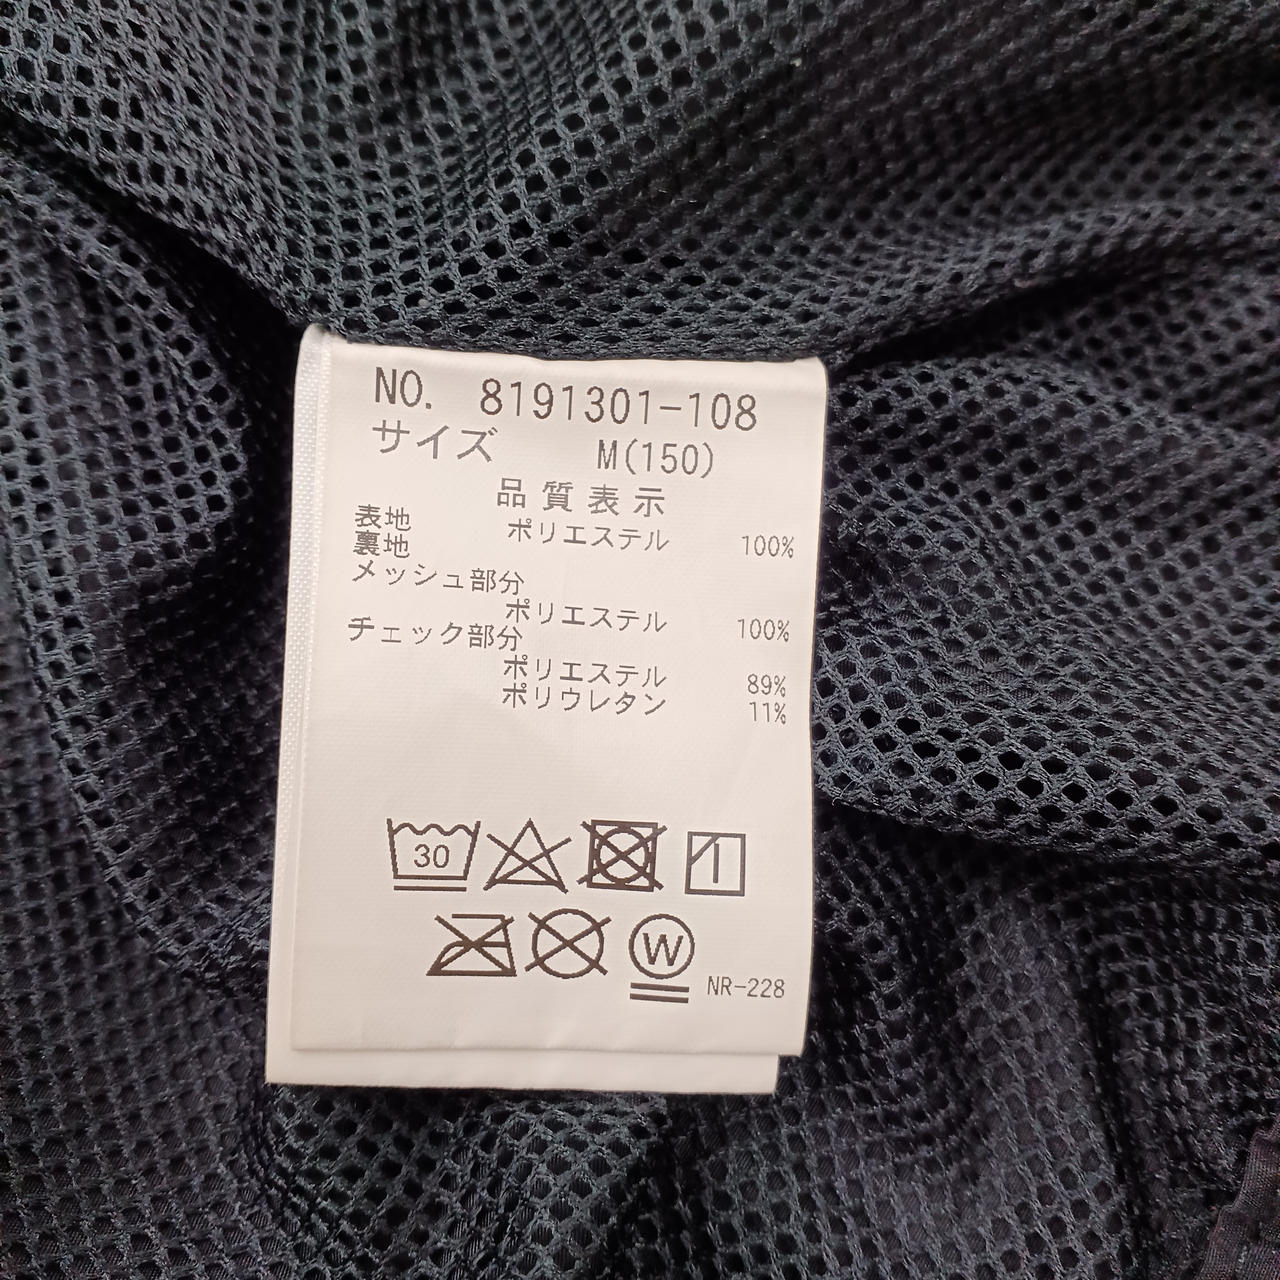 NO. 8191301-108
サイズ M(150)
品質表示
表地 ポリエステル 100%
裏地
メッシュ部分
ポリエステル 100%
チェック部分
ポリエステル 89%
ポリウレタン 11%
30
W
NR-228